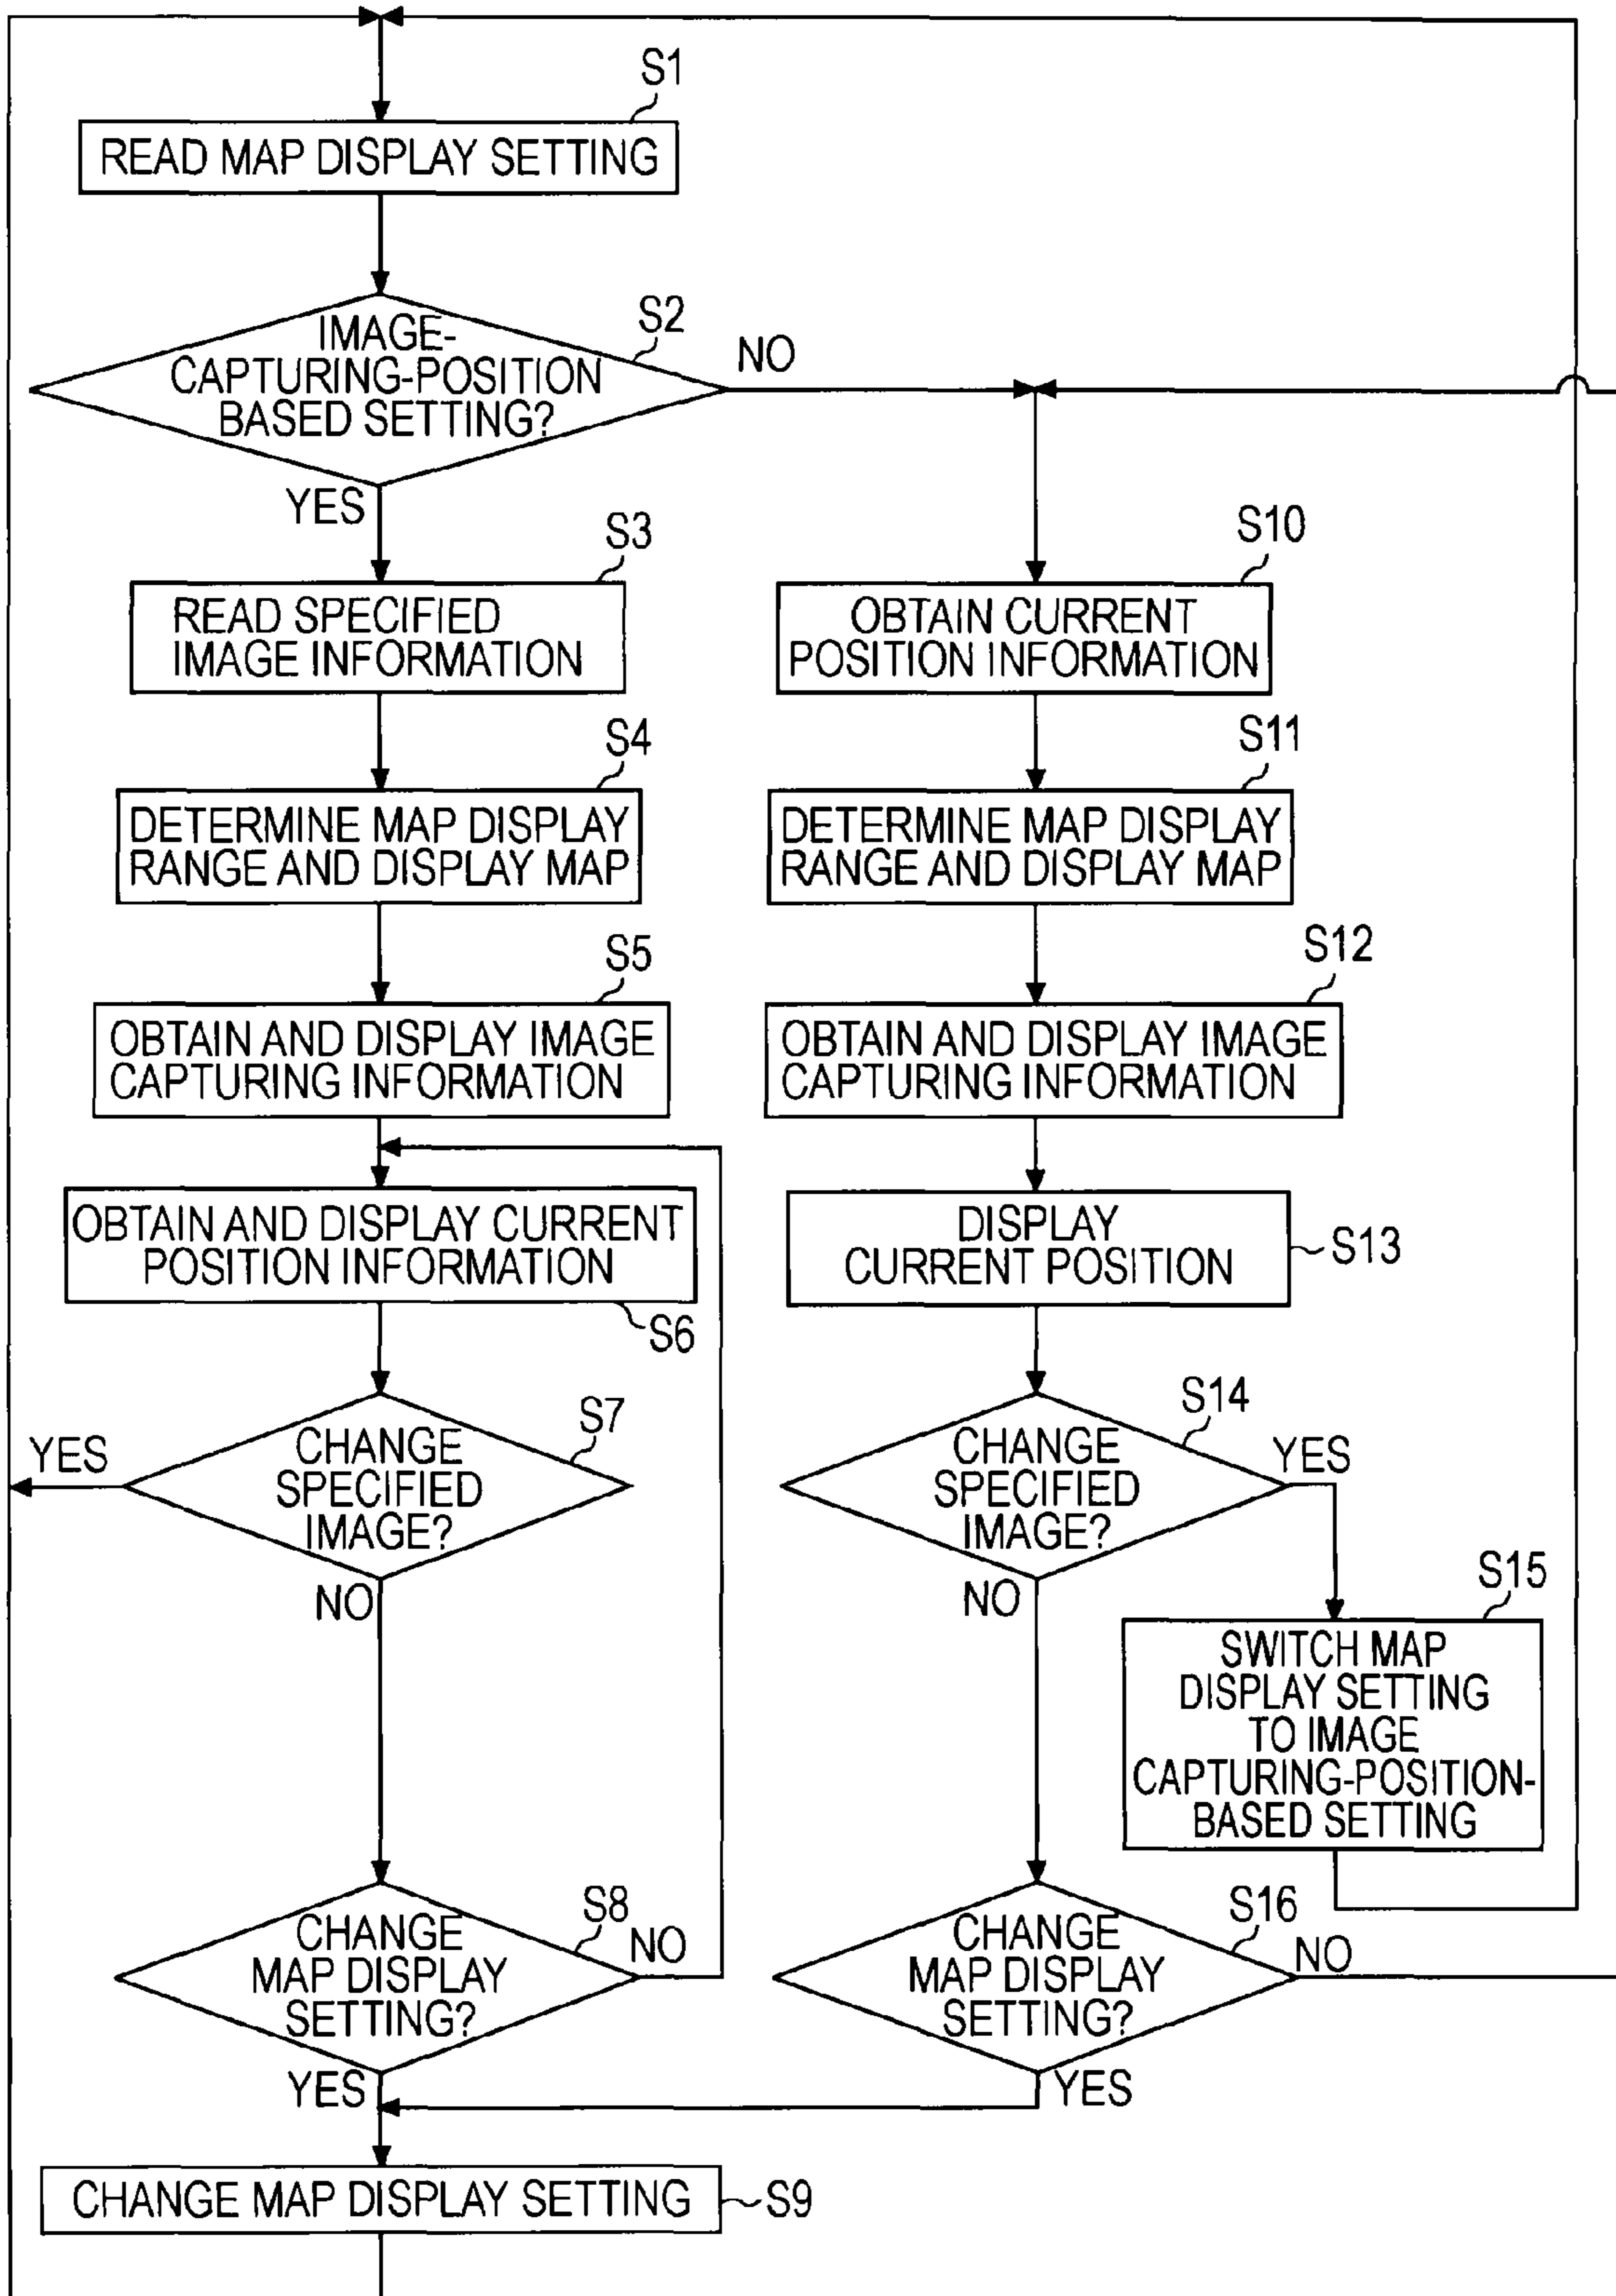 S1
READ MAP DISPLAY SETTING
S2
IMAGE-
CAPTURING-POSITION
BASED SETTING?
NO
YES
S3
READ SPECIFIED
IMAGE INFORMATION
S4
DETERMINE MAP DISPLAY
RANGE AND DISPLAY MAP
S5
OBTAIN AND DISPLAY IMAGE
CAPTURING INFORMATION
OBTAIN AND DISPLAY CURRENT
POSITION INFORMATION
S6
S7
CHANGE
SPECIFIED
IMAGE?
YES
NO
S8
CHANGE
MAP DISPLAY
SETTING?
NO
YES
CHANGE MAP DISPLAY SETTING
S9
S10
OBTAIN CURRENT
POSITION INFORMATION
S11
DETERMINE MAP DISPLAY
RANGE AND DISPLAY MAP
S12
OBTAIN AND DISPLAY IMAGE
CAPTURING INFORMATION
DISPLAY
CURRENT POSITION
S13
S14
CHANGE
SPECIFIED
IMAGE?
YES
NO
S15
SWITCH MAP
DISPLAY SETTING
TO IMAGE
CAPTURING-POSITION-
BASED SETTING
S16
CHANGE
MAP DISPLAY
SETTING?
NO
YES